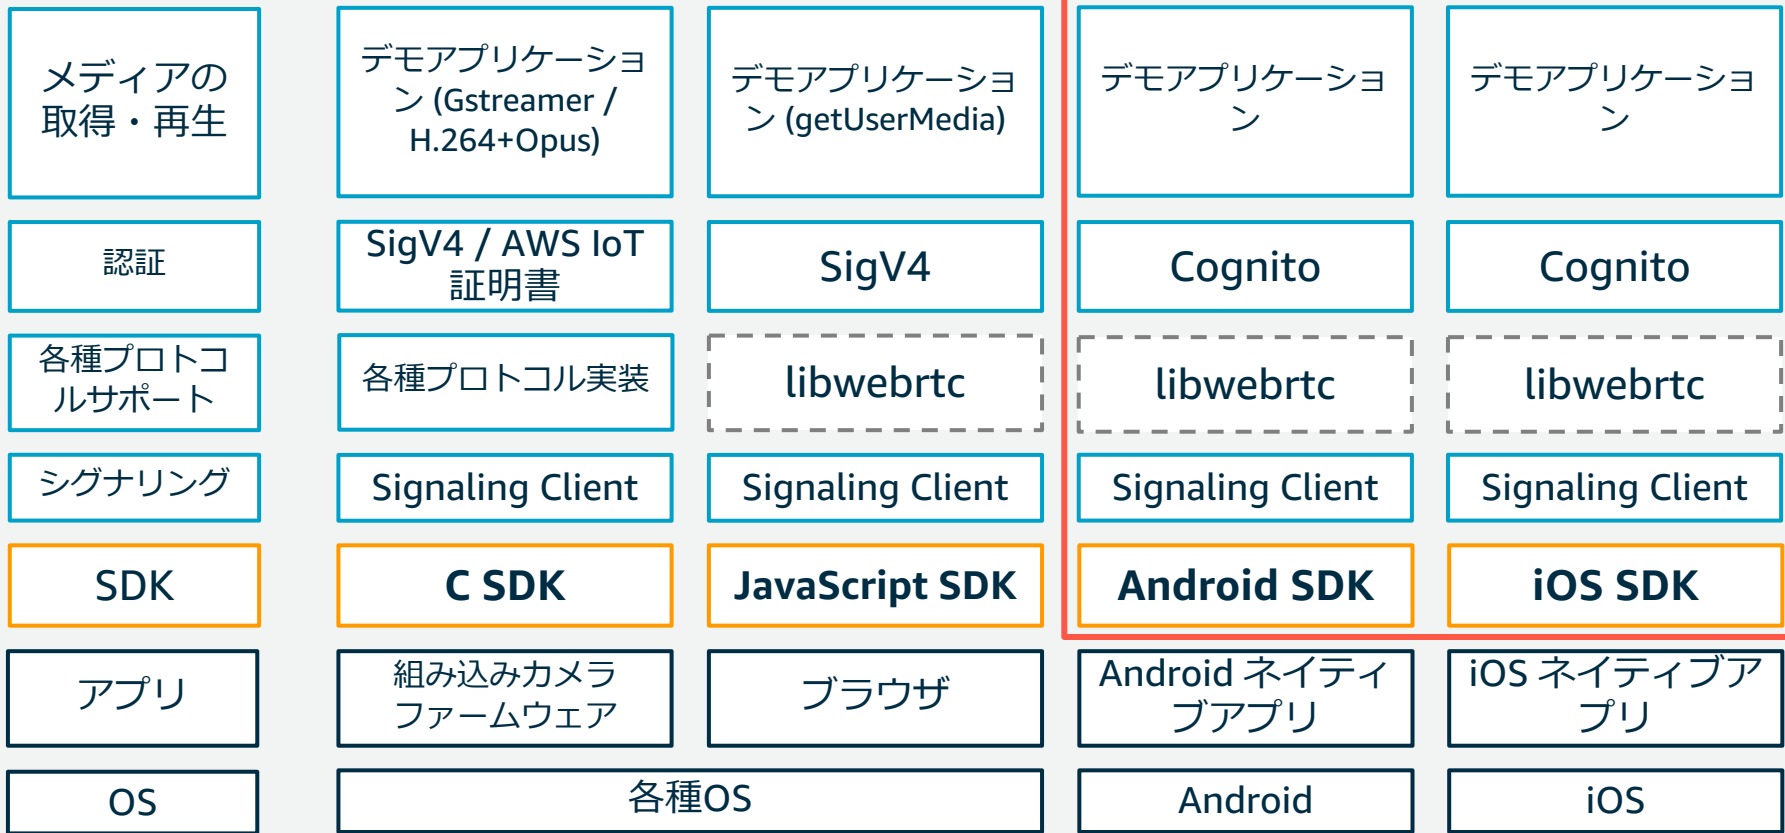 メディアの
取得・再生
デモアプリケーショ
ン (Gstreamer /
H.264+Opus)
デモアプリケーショ
ン (getUserMedia)
デモアプリケーショ
ン
デモアプリケーショ
ン
認証
SigV4 / AWS IoT
証明書
SigV4
Cognito
Cognito
各種プロトコ
ルサポート
各種プロトコル実装
libwebrtc
libwebrtc
libwebrtc
シグナリング
Signaling Client
Signaling Client
Signaling Client
Signaling Client
SDK
C SDK
JavaScript SDK
Android SDK
iOS SDK
アプリ
組み込みカメラ
ファームウェア
ブラウザ
Android ネイティ
ブアプリ
iOS ネイティブア
プリ
OS
各種OS
Android
iOS